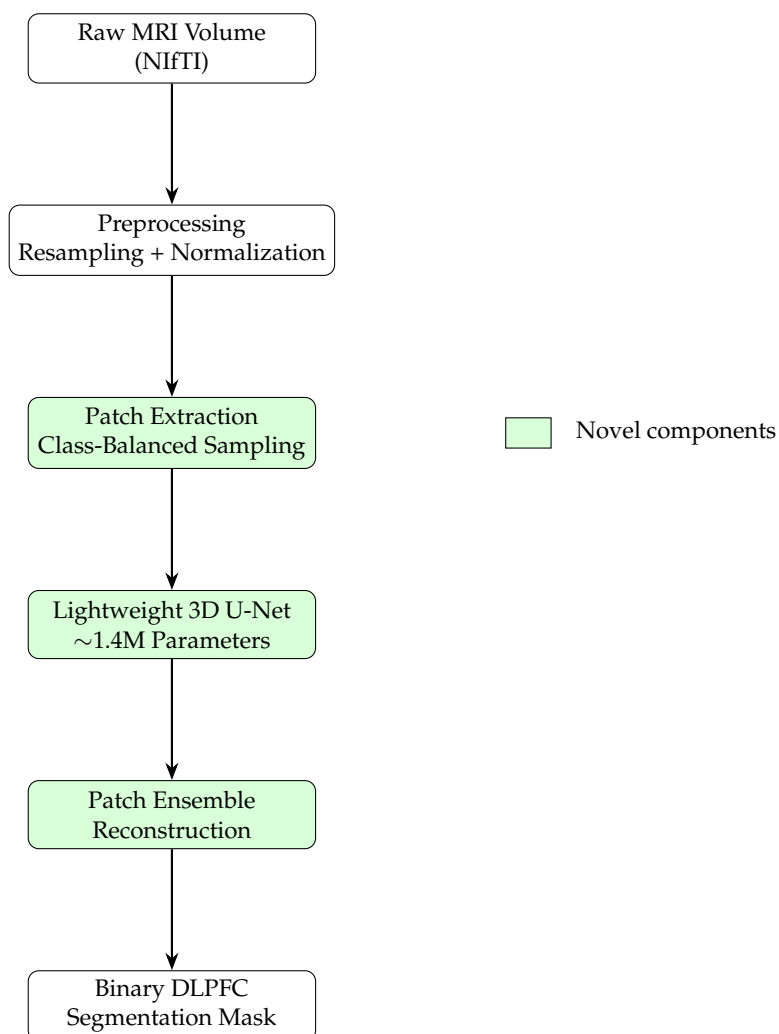 Raw MRI Volume
(NIfTI)
Preprocessing
Resampling + Normalization
Patch Extraction
Class-Balanced Sampling
Novel components
Lightweight 3D U-Net
∼1.4M Parameters
Patch Ensemble
Reconstruction
Binary DLPFC
Segmentation Mask